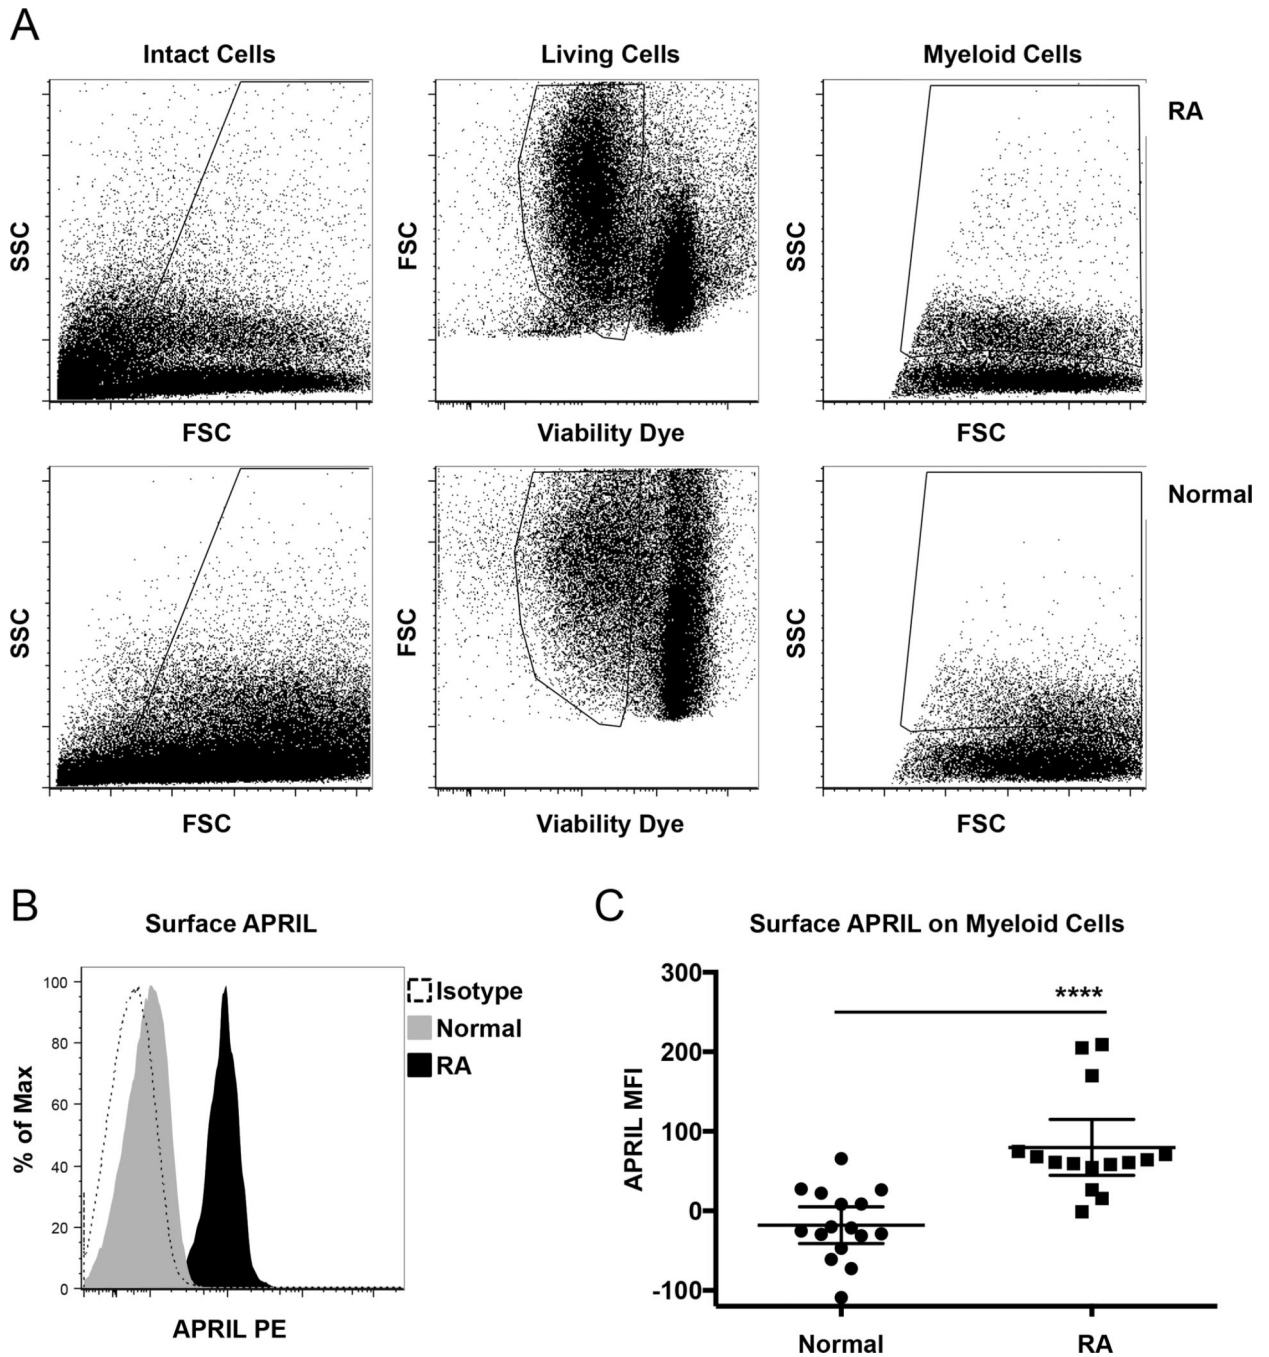 A
Intact Cells
Living Cells
Myeloid Cells
RA
SSC
FSC
SSC
FSC
Viability Dye
FSC
Normal
SSC
FSC
SSC
FSC
Viability Dye
FSC
B
Surface APRIL
100
80
60
40
20
0
% of Max
APRIL PE
Isotype
Normal
RA
C
Surface APRIL on Myeloid Cells
300
200
100
0
-100
APRIL MFI
****
Normal
RA